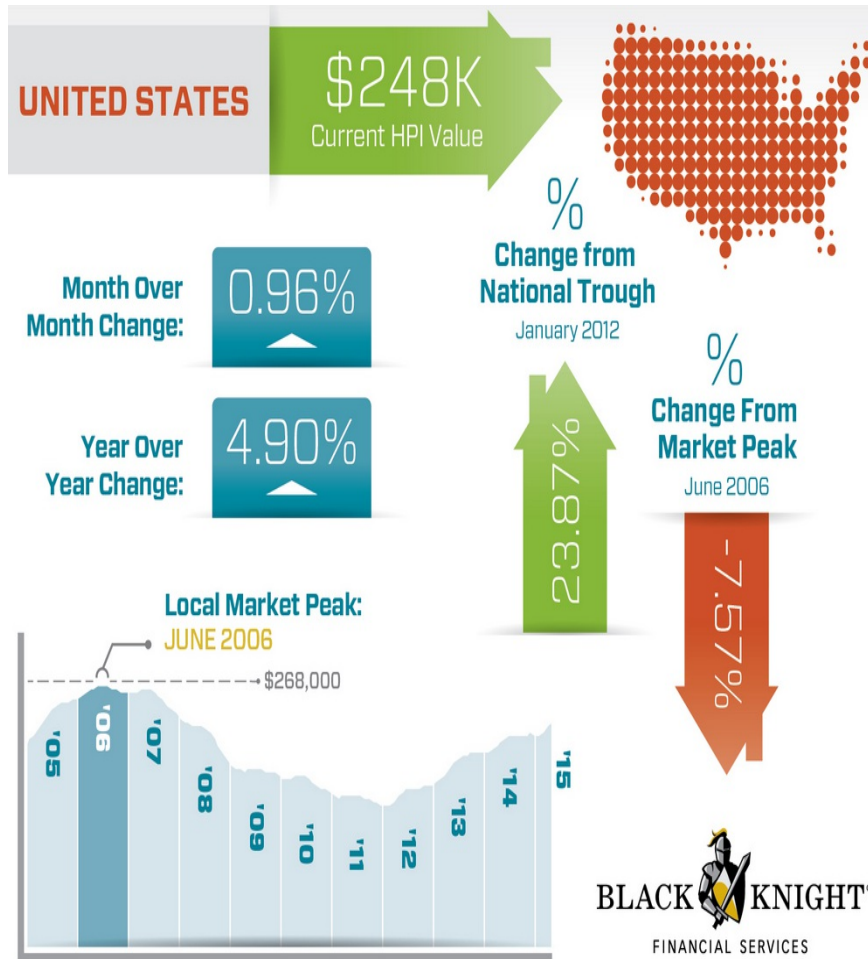 UNITED STATES
$248K
Current HPI Value
Month Over
Month Change:
0.96%
Year Over
Year Change:
4.90%
%
Change from
National Trough
January 2012
23.87%
%
Change From
Market Peak
June 2006
-7.57%
Local Market Peak:
JUNE 2006
$268,000
'05
'06
'07
'08
'09
'10
'11
'12
'13
'14
'15
BLACK KNIGHT
FINANCIAL SERVICES